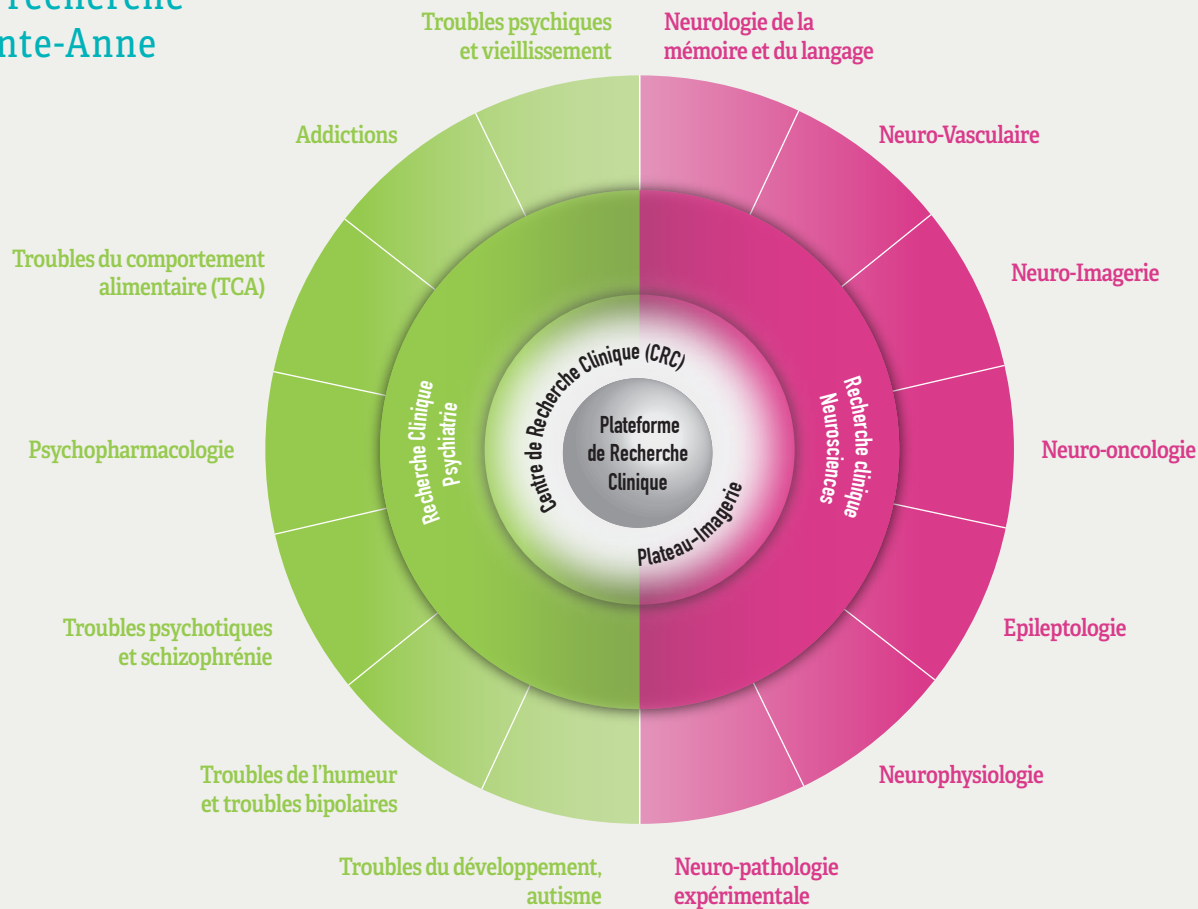 recherche
nte-Anne
Troubles psychiques
et vieillissement
Neurologie de la
mémoire et du langage
Addictions
Neuro-Vasculaire
Troubles du comportement
alimentaire (TCA)
Neuro-Imagerie
Psychopharmacologie
Neuro-oncologie
Recherche Clinique
Psychiatrie
Centre de Recherche Clinique (CRC)
Plateforme
de Recherche
Clinique
Plateau-Imagerie
Recherche clinique
Neurosciences
Troubles psychotiques
et schizophrénie
Epileptologie
Troubles de l'humeur
et troubles bipolaires
Neurophysiologie
Troubles du développement,
autisme
Neuro-pathologie
expérimentale